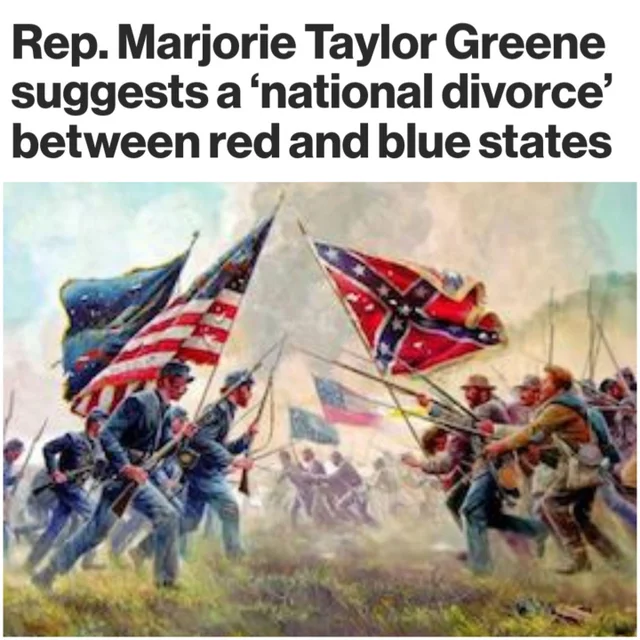 Rep. Marjorie Taylor Greene
suggests a ‘national divorce’
between red and blue states